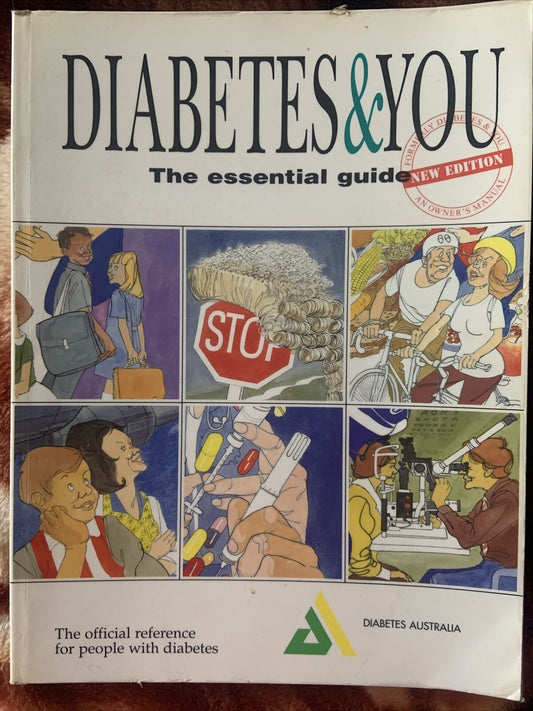 DIABETES&YOU
The essential guide
FORMERLY DIABETES & YOU
NEW EDITION
AN OWNER'S MANUAL
STOP
The official reference
for people with diabetes
DIABETES AUSTRALIA